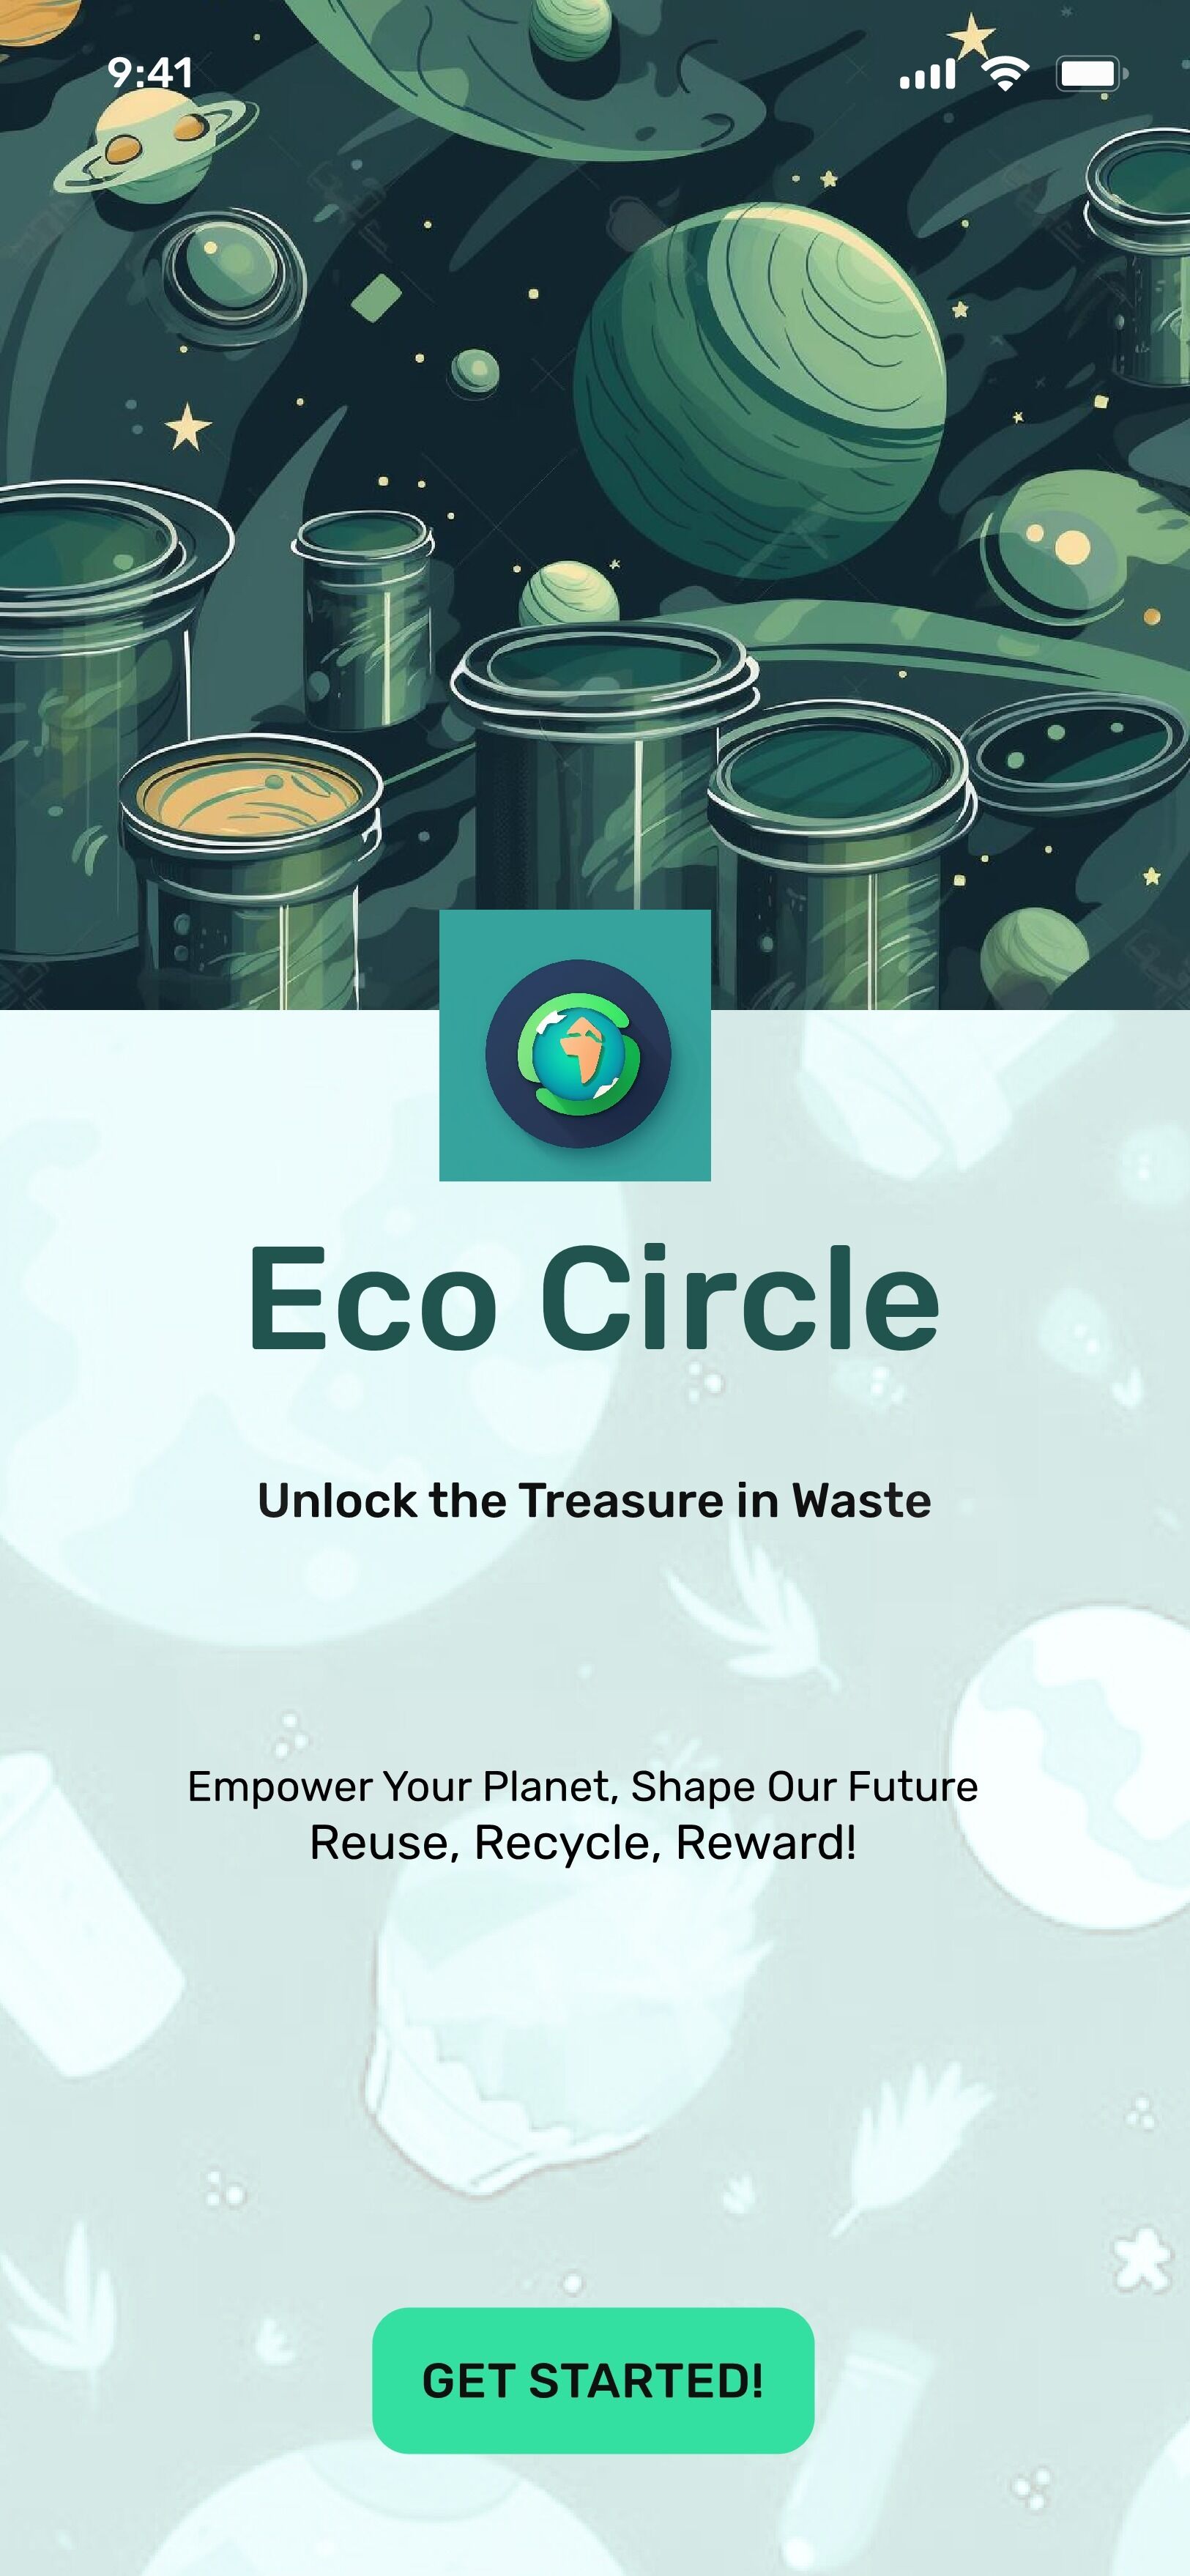 9:41
Eco Circle
Unlock the Treasure in Waste
Empower Your Planet, Shape Our Future
Reuse, Recycle, Reward!
GET STARTED!